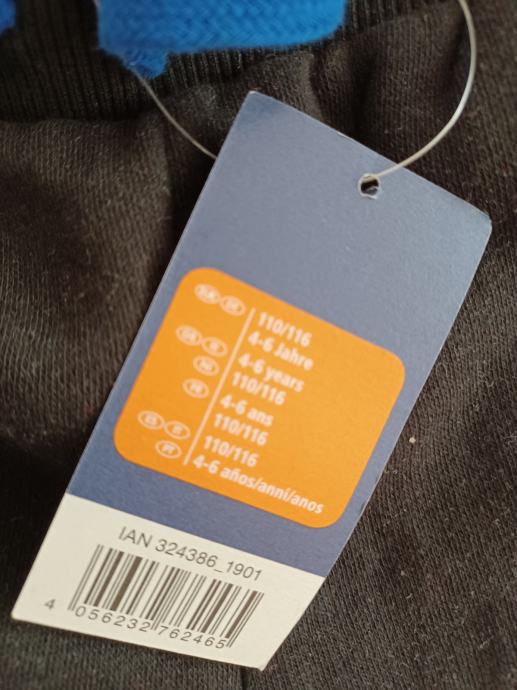 110/116
4-6 Jahre
4-6 years
110/116
4-6 ans
110/116
110/116
4-6 años/anni/anos
IAN 324386_1901
4 056232 762465